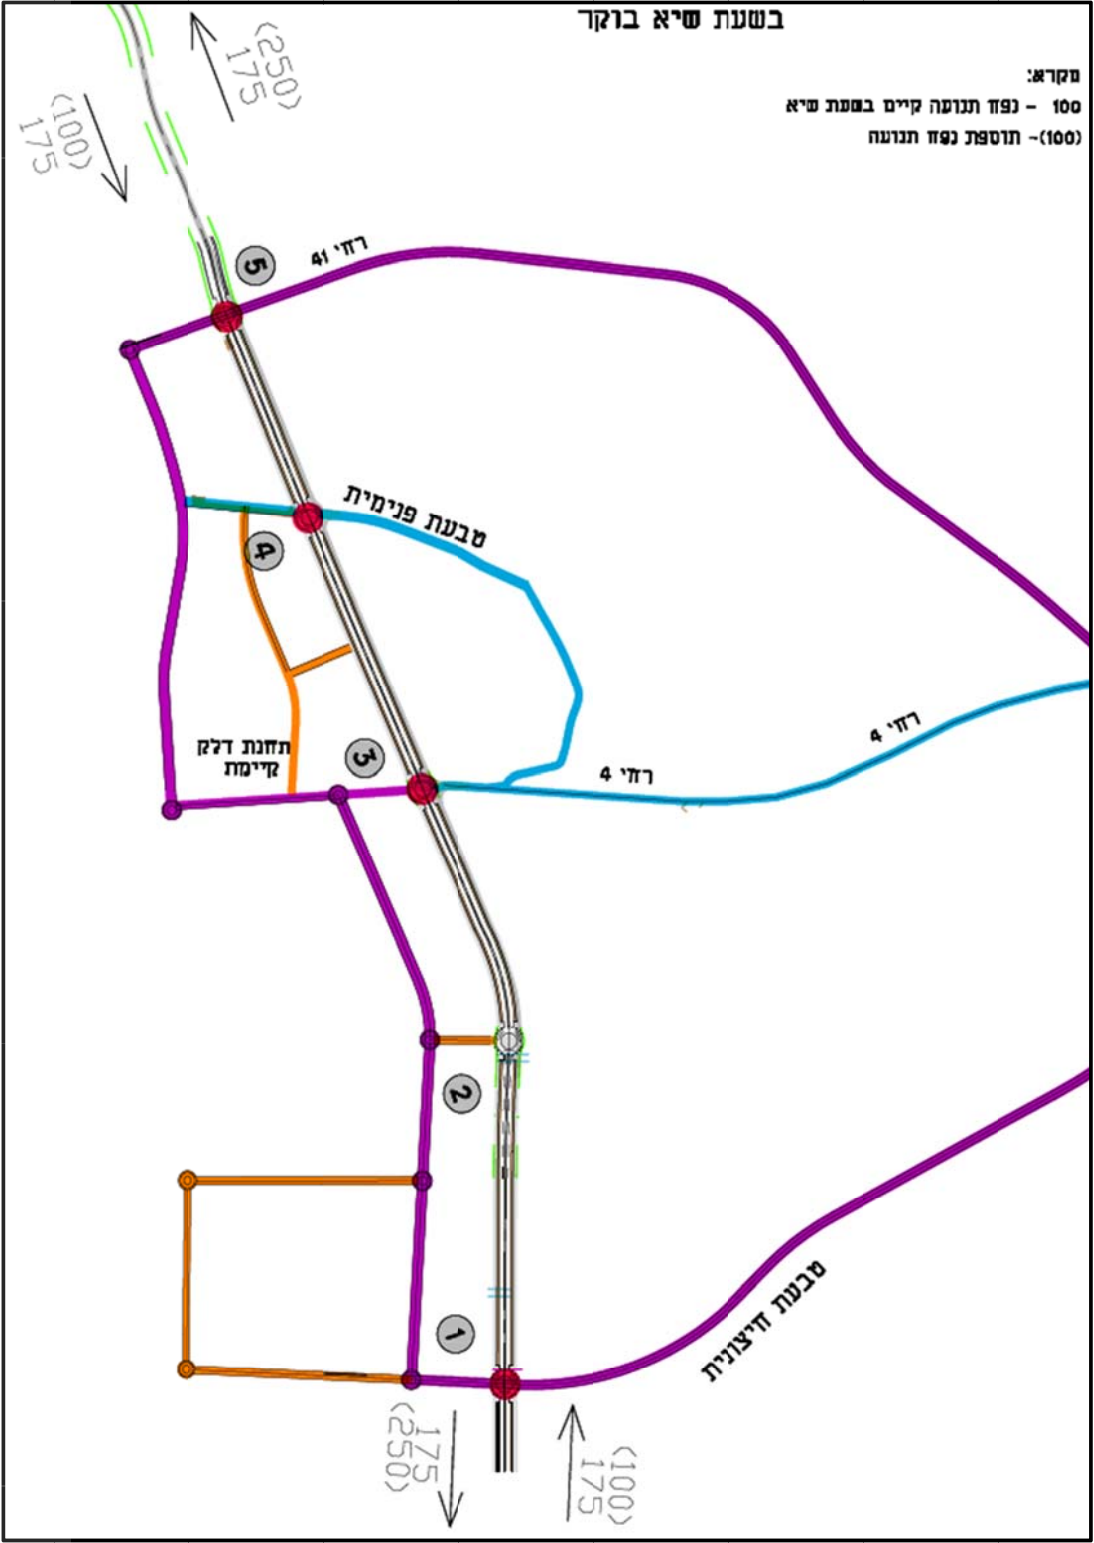 בשעת שיא בוקר
מקרא:
100 - נפח תנועה קיים בשעת שיא
(100)- תוספת נפח תנועה
(250)
175
(100)
175
5
רח' 41
טבעת פנימית
4
תחנת דלק
קיימת
3
רח' 4
רח' 4
2
1
טבעת חיצונית
175
(250)
(100)
175